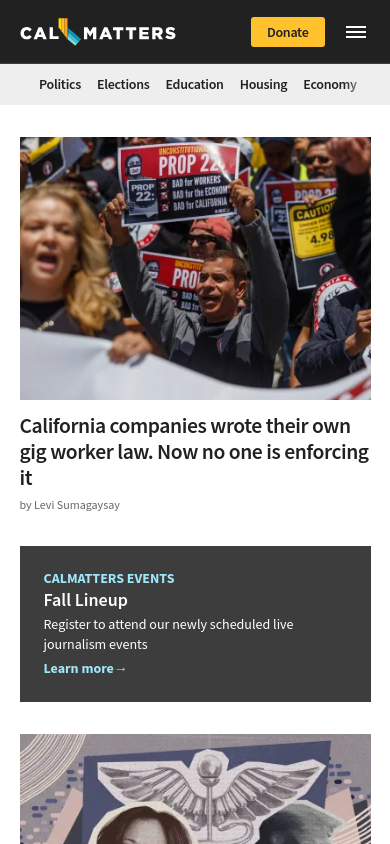 CALMATTERS
Donate
Politics
Elections
Education
Housing
Economy
UNCONSTITUTIONAL
PROP 22:
PROP 22:
BAD for WORKERS
BAD for the ECONOMY
BAD for CALIFORNIA
CAUTION
4.98
PROP
California companies wrote their own
gig worker law. Now no one is enforcing
it
by Levi Sumagaysay
CALMATTERS EVENTS
Fall Lineup
Register to attend our newly scheduled live
journalism events
Learn more→